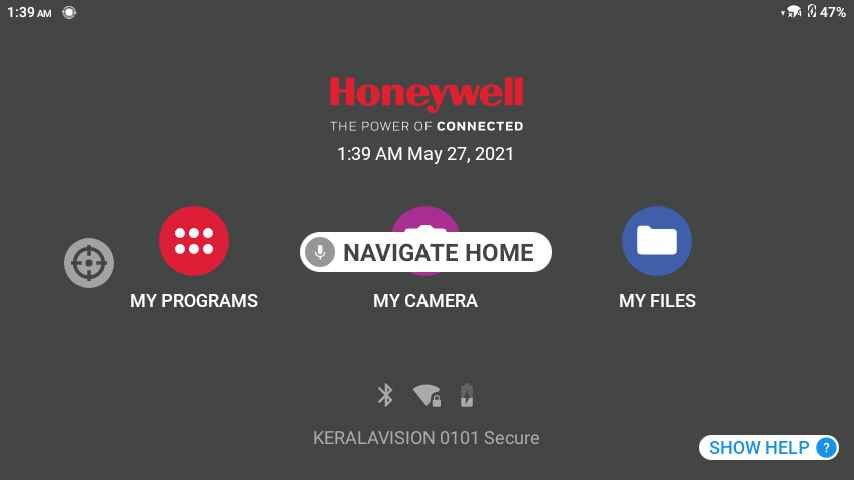 1:39 AM
47%
Honeywell
THE POWER OF CONNECTED
1:39 AM May 27, 2021
NAVIGATE HOME
MY PROGRAMS
MY CAMERA
MY FILES
KERALAVISION 0101 Secure
SHOW HELP ?